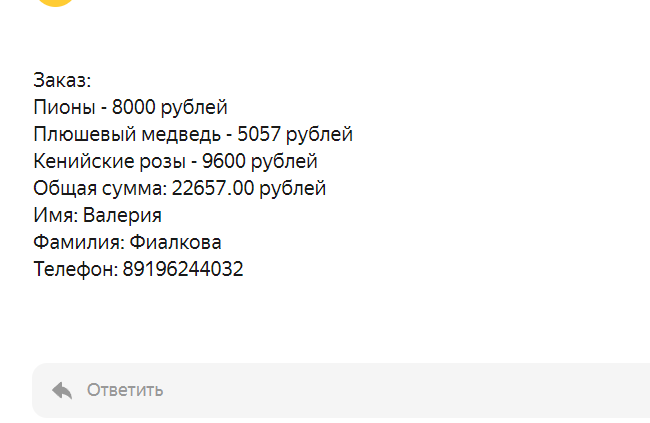 Заказ:
Пионы - 8000 рублей
Плюшевый медведь - 5057 рублей
Кенийские розы - 9600 рублей
Общая сумма: 22657.00 рублей
Имя: Валерия
Фамилия: Фиалкова
Телефон: 89196244032
Ответить